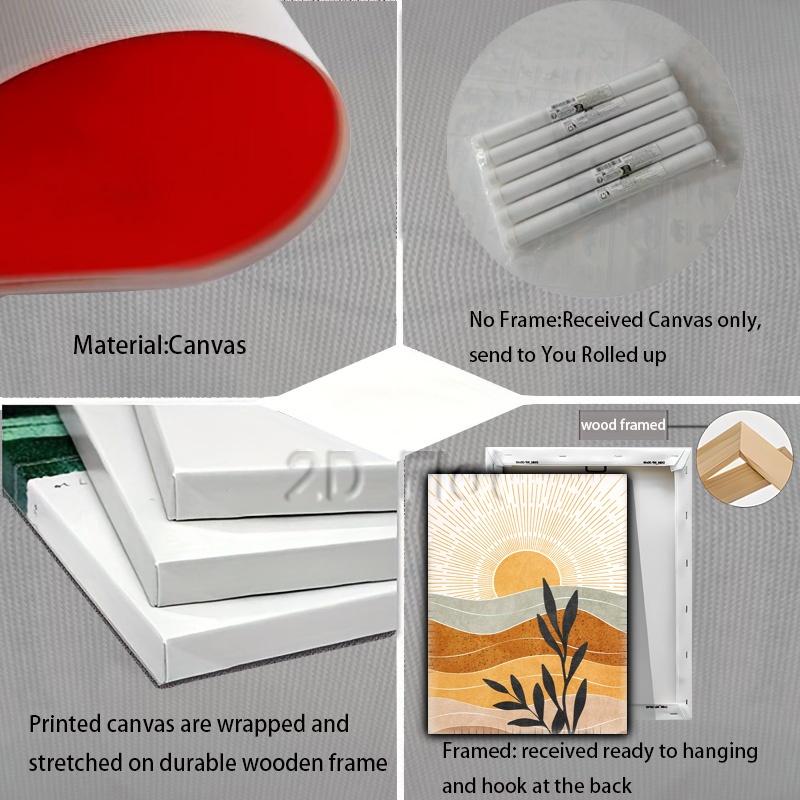 Material:Canvas
No Frame:Received Canvas only,
send to You Rolled up
wood framed
Printed canvas are wrapped and
stretched on durable wooden frame
Framed: received ready to hanging
and hook at the back